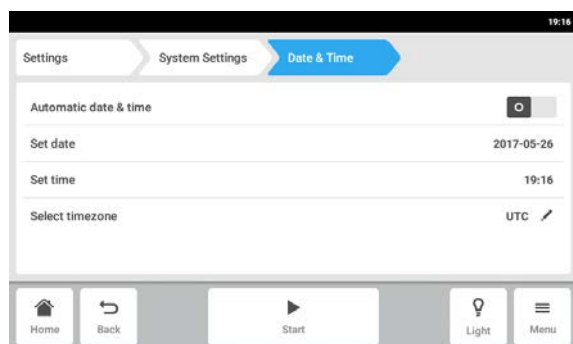 19:16
Settings System Settings Date & Time
Automatic date & time O
Set date 2017-05-26
Set time 19:16
Select timezone UTC
Home Back Start Light Menu